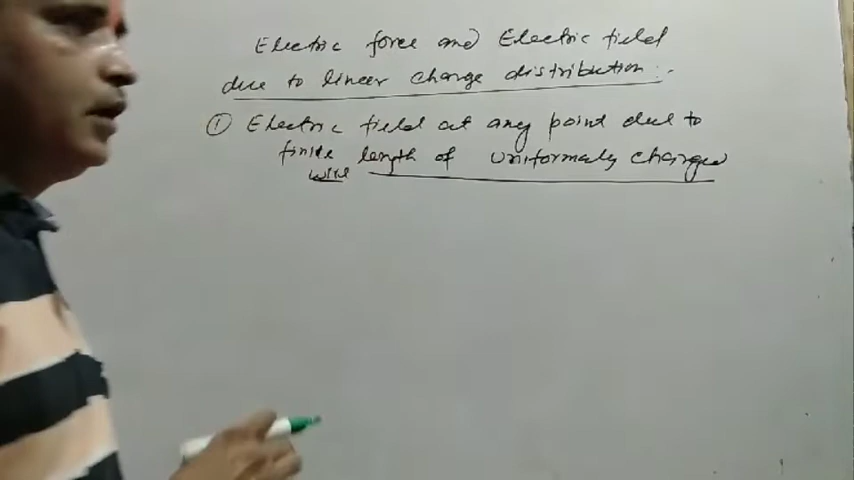 Electric force and Electric field
due to linear charge distribution :-
① Electric field at any point due to
finite length of Uniformaly charged
wire